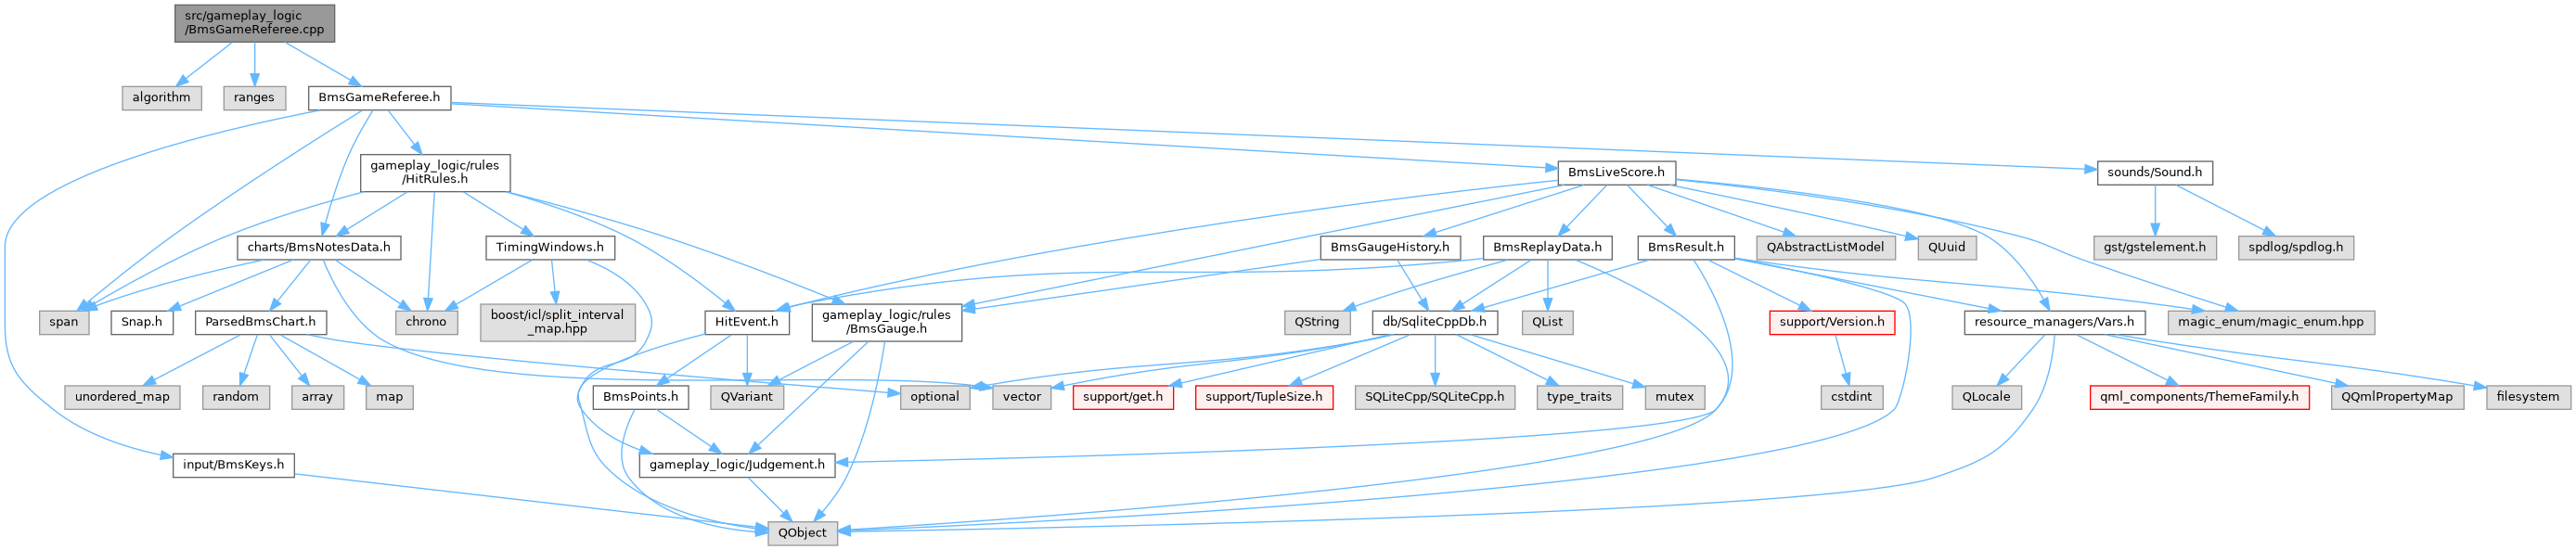 src/gameplay_logic
/BmsGameReferee.cpp
algorithm
ranges
BmsGameReferee.h
gameplay_logic/rules
/HitRules.h
BmsLiveScore.h
sounds/Sound.h
charts/BmsNotesData.h
TimingWindows.h
BmsGaugeHistory.h
BmsReplayData.h
BmsResult.h
QAbstractListModel
QUuid
gst/gstelement.h
spdlog/spdlog.h
span
Snap.h
ParsedBmsChart.h
chrono
boost/icl/split_interval
_map.hpp
HitEvent.h
gameplay_logic/rules
/BmsGauge.h
QString
db/SqliteCppDb.h
QList
support/Version.h
resource_managers/Vars.h
magic_enum/magic_enum.hpp
unordered_map
random
array
map
BmsPoints.h
QVariant
optional
vector
support/get.h
support/TupleSize.h
SQLiteCpp/SQLiteCpp.h
type_traits
mutex
cstdint
QLocale
qml_components/ThemeFamily.h
QQmlPropertyMap
filesystem
input/BmsKeys.h
gameplay_logic/Judgement.h
QObject